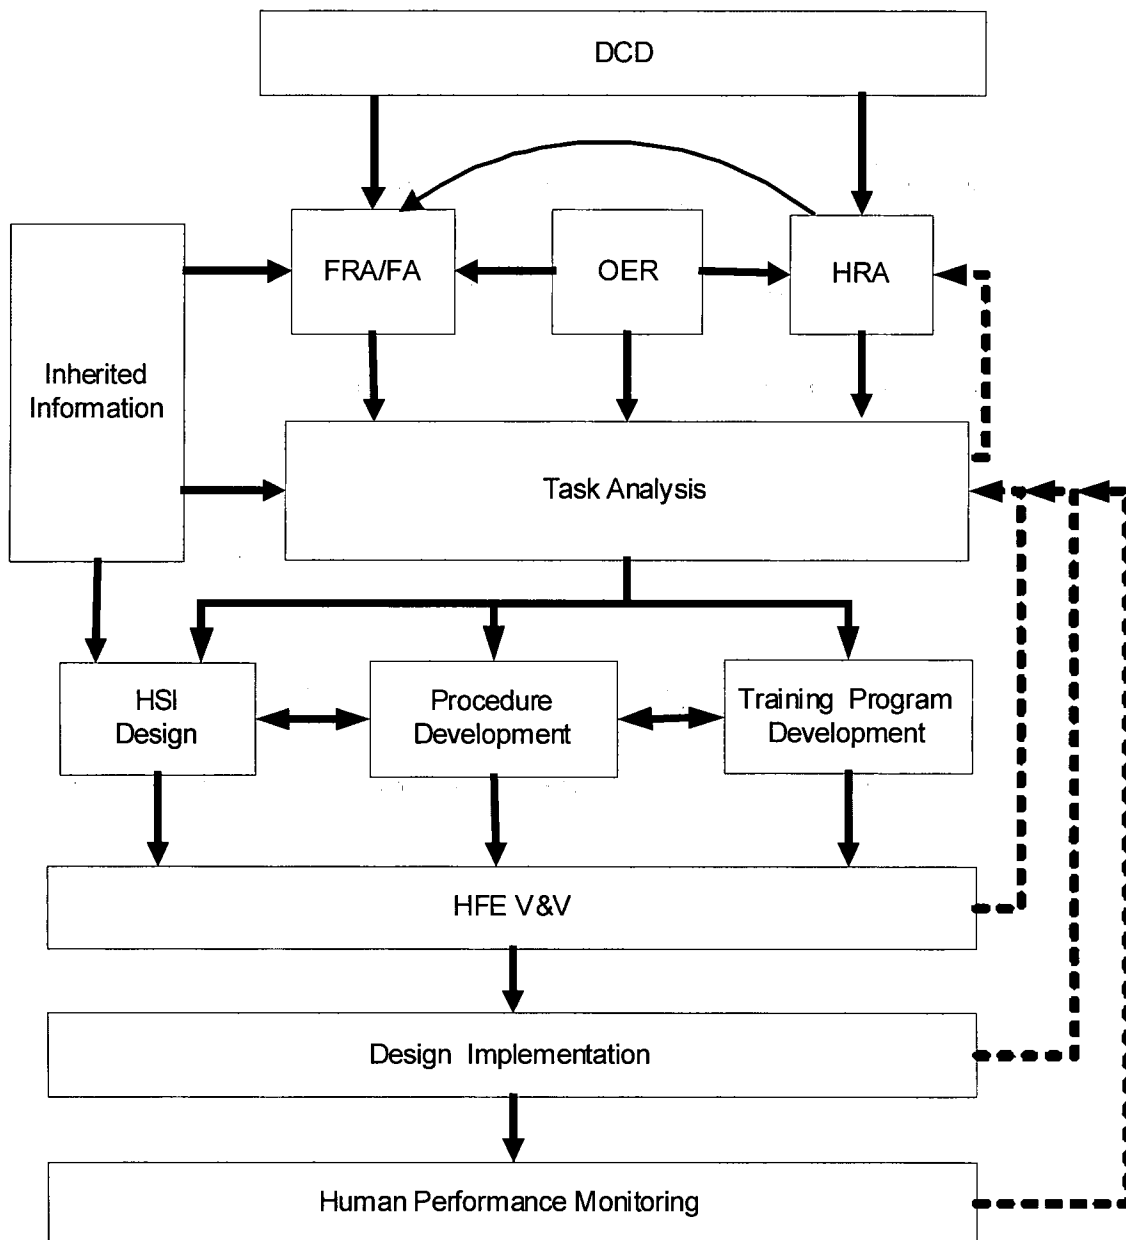 DCD
FRA/FA
OER
HRA
Inherited
Information
Task Analysis
HSI
Design
Procedure
Development
Training Program
Development
HFE V&V
Design Implementation
Human Performance Monitoring